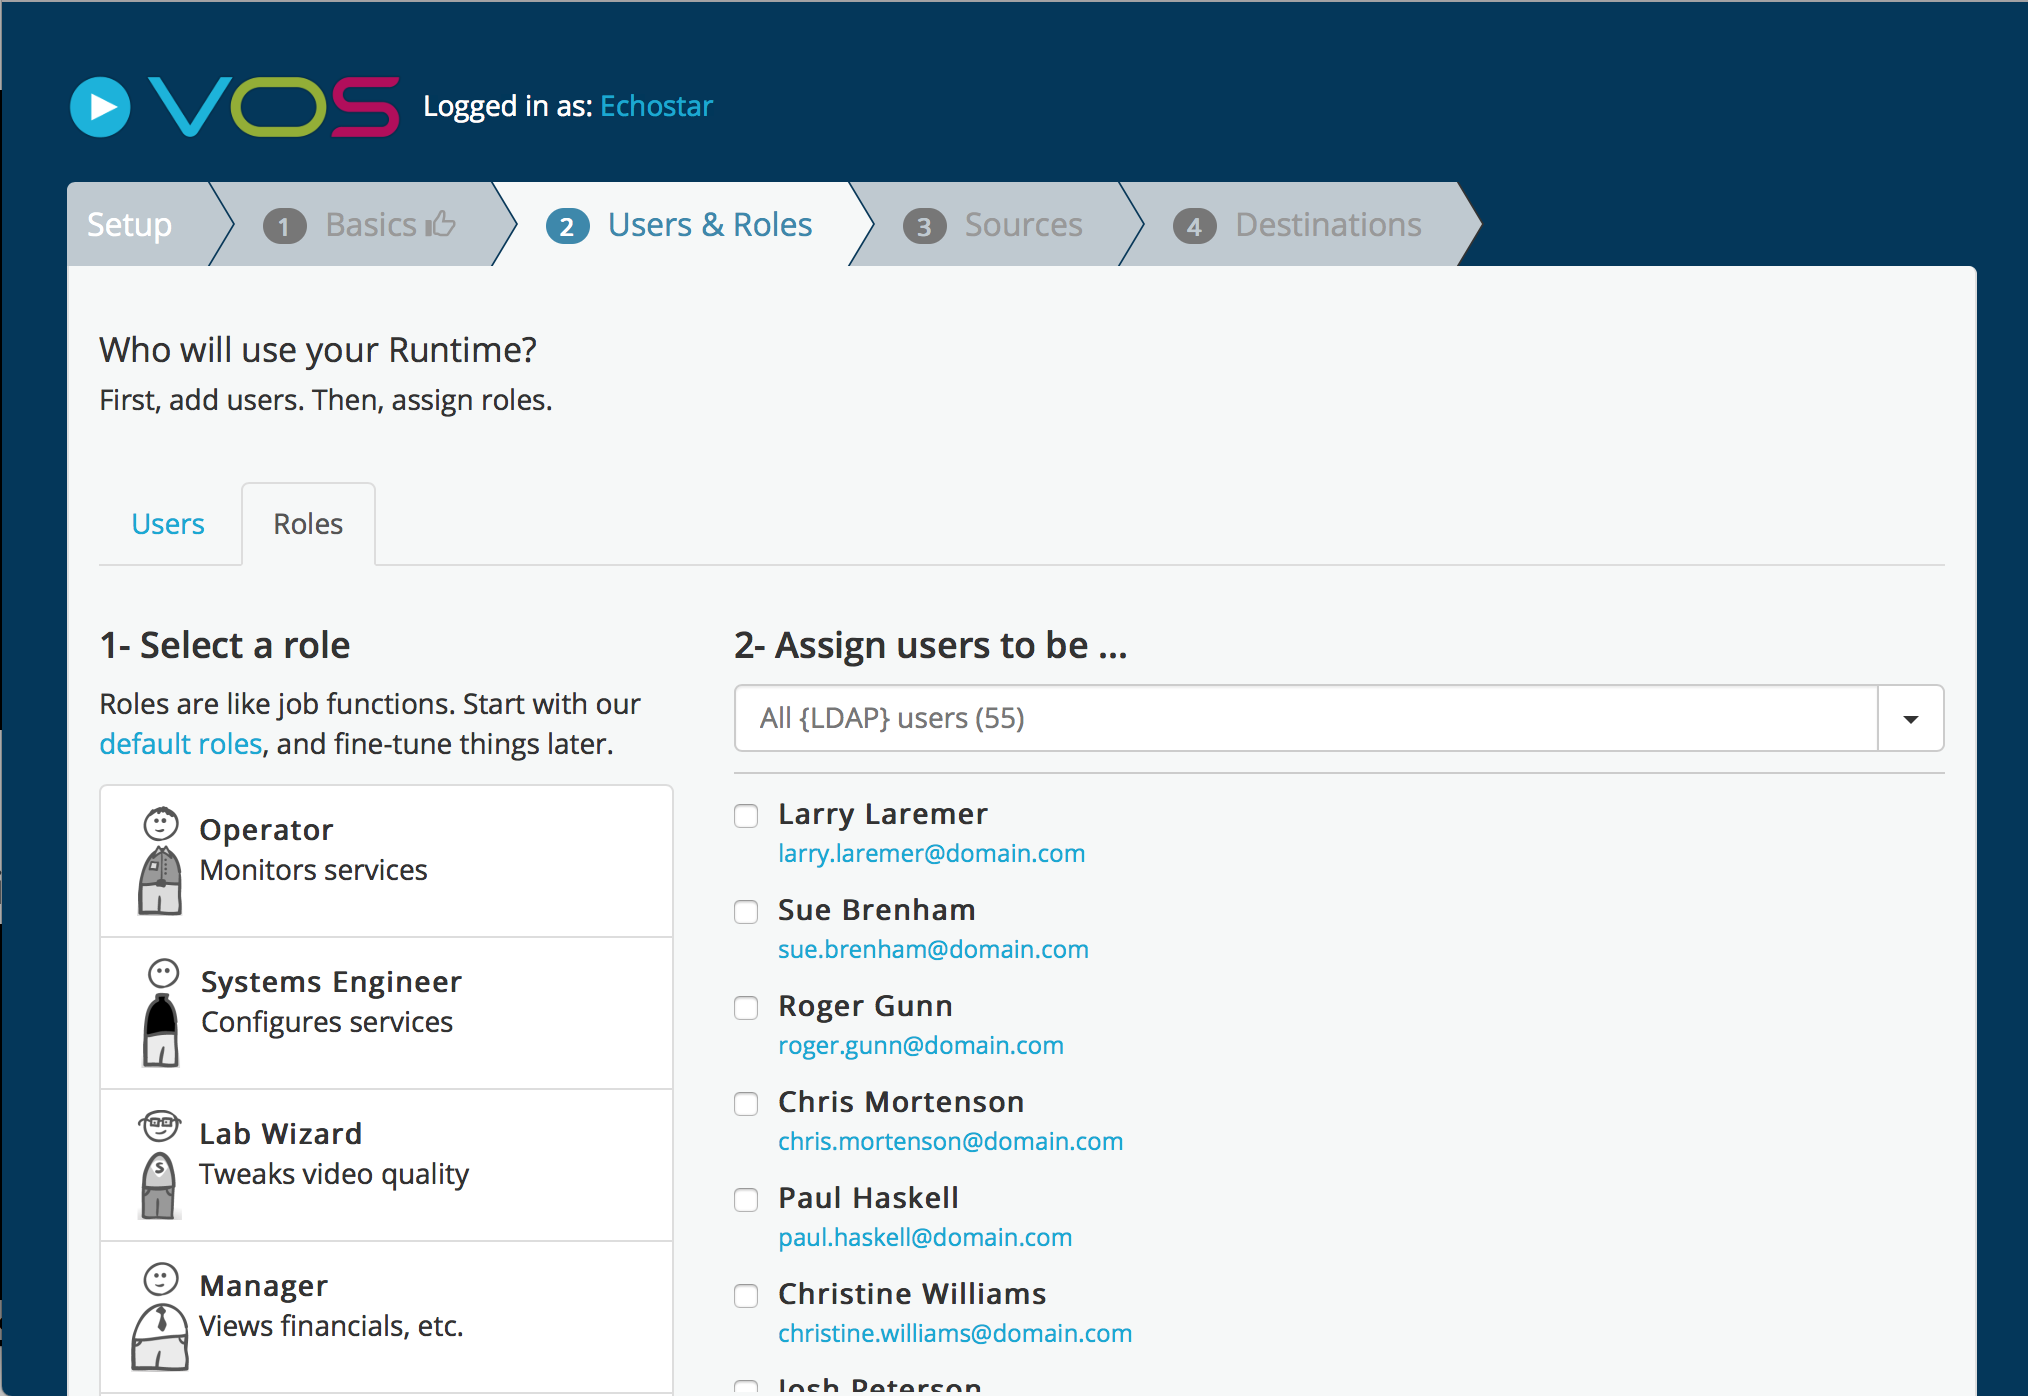 VOS Logged in as: Echostar
Setup 1 Basics 2 Users & Roles 3 Sources 4 Destinations
Who will use your Runtime?
First, add users. Then, assign roles.
Users Roles
1- Select a role
Roles are like job functions. Start with our
default roles, and fine-tune things later.
Operator
Monitors services
Systems Engineer
Configures services
Lab Wizard
S
Tweaks video quality
Manager
Views financials, etc.
2- Assign users to be ...
All {LDAP} users (55)
Larry Laremer
larry.laremer@domain.com
Sue Brenham
sue.brenham@domain.com
Roger Gunn
roger.gunn@domain.com
Chris Mortenson
chris.mortenson@domain.com
Paul Haskell
paul.haskell@domain.com
Christine Williams
christine.williams@domain.com
Josh Peterson